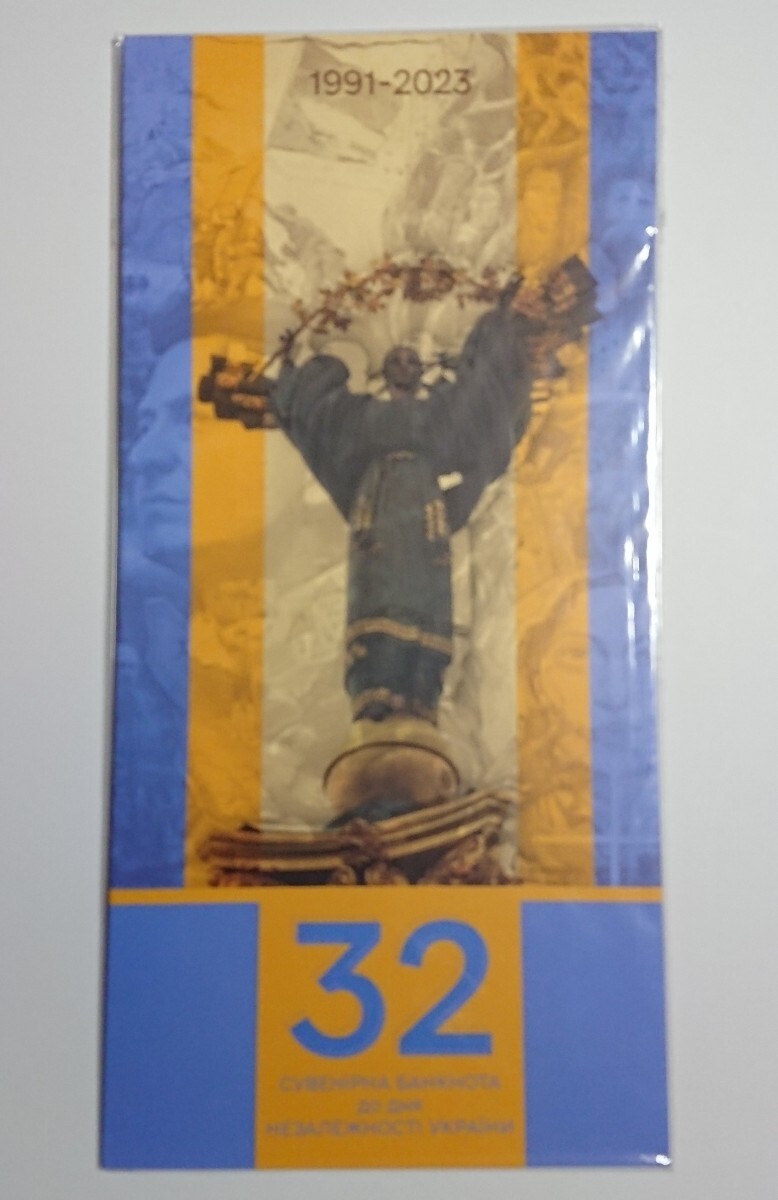 1991-2023
32
СУВЕНІРНА БАНКНОТА
ДО ДНЯ
НЕЗАЛЕЖНОСТІ УКРАЇНИ